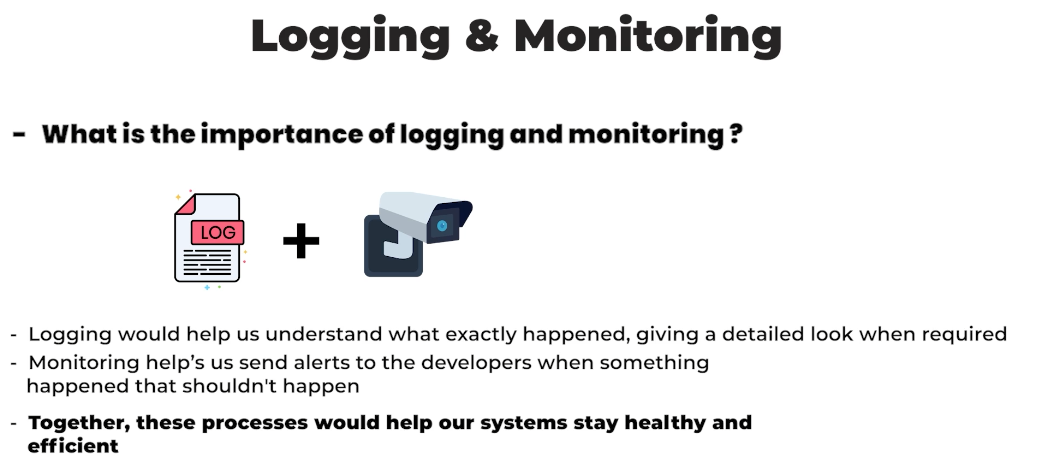 Logging & Monitoring
- What is the importance of logging and monitoring ?
LOG
+
- Logging would help us understand what exactly happened, giving a detailed look when required
- Monitoring help's us send alerts to the developers when something
happened that shouldn't happen
- Together, these processes would help our systems stay healthy and
efficient